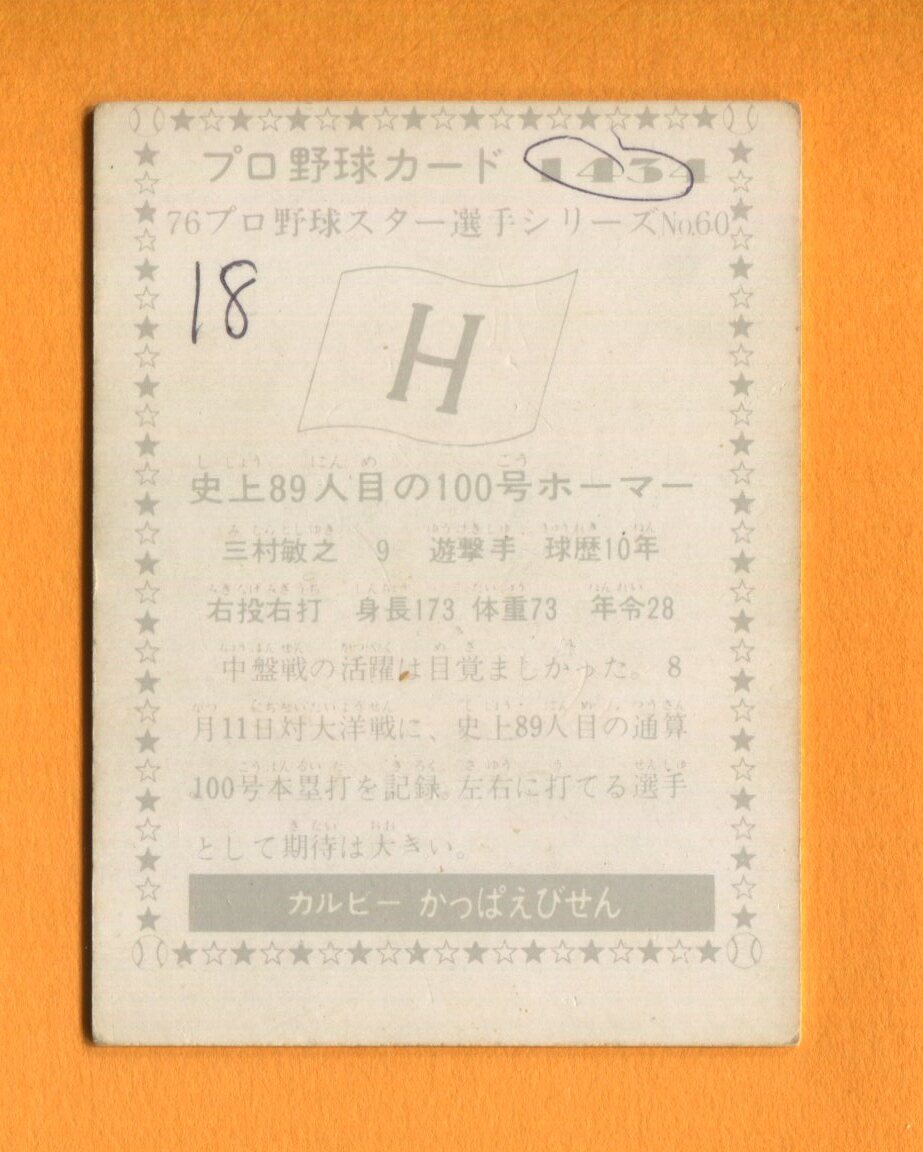 プロ野球カード 1434
76プロ野球スター選手シリーズNo.60
18
H
史上89人目の100号ホーマー
三村敏之 9 遊撃手 球歴10年
右投右打 身長173 体重73 年令28
中盤戦の活躍は目覚ましかった。8
月11日対大洋戦に、史上89人目の通算
100号本塁打を記録。左右に打てる選手
として期待は大きい。
カルビー かっぱえびせん